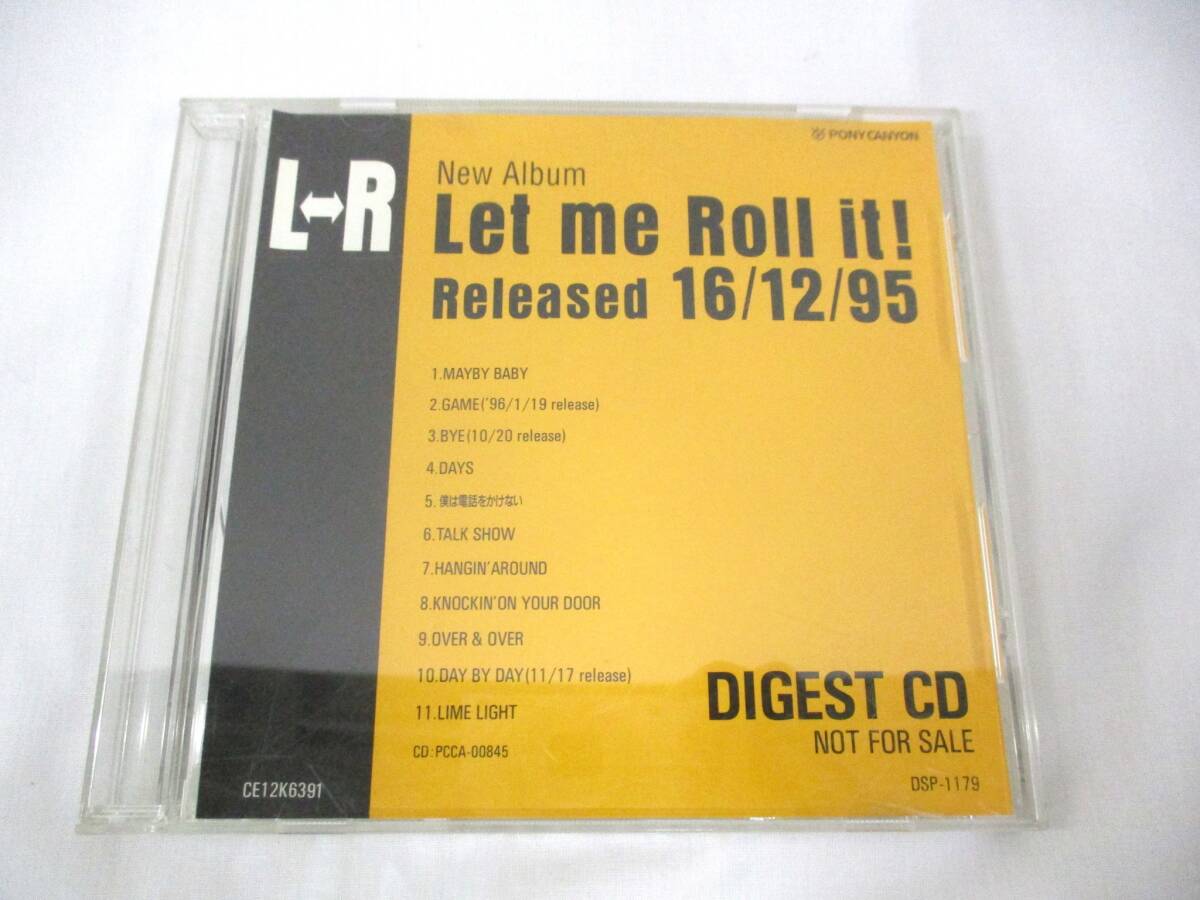 L↔R
PONY CANYON
New Album
Let me Roll it!
Released 16/12/95
1.MAYBY BABY
2.GAME('96/1/19 release)
3.BYE(10/20 release)
4.DAYS
5.僕は電話をかけない
6.TALK SHOW
7.HANGIN'AROUND
8.KNOCKIN'ON YOUR DOOR
9.OVER & OVER
10.DAY BY DAY(11/17 release)
11.LIME LIGHT
CD:PCCA-00845
DIGEST CD
NOT FOR SALE
CE12K6391
DSP-1179